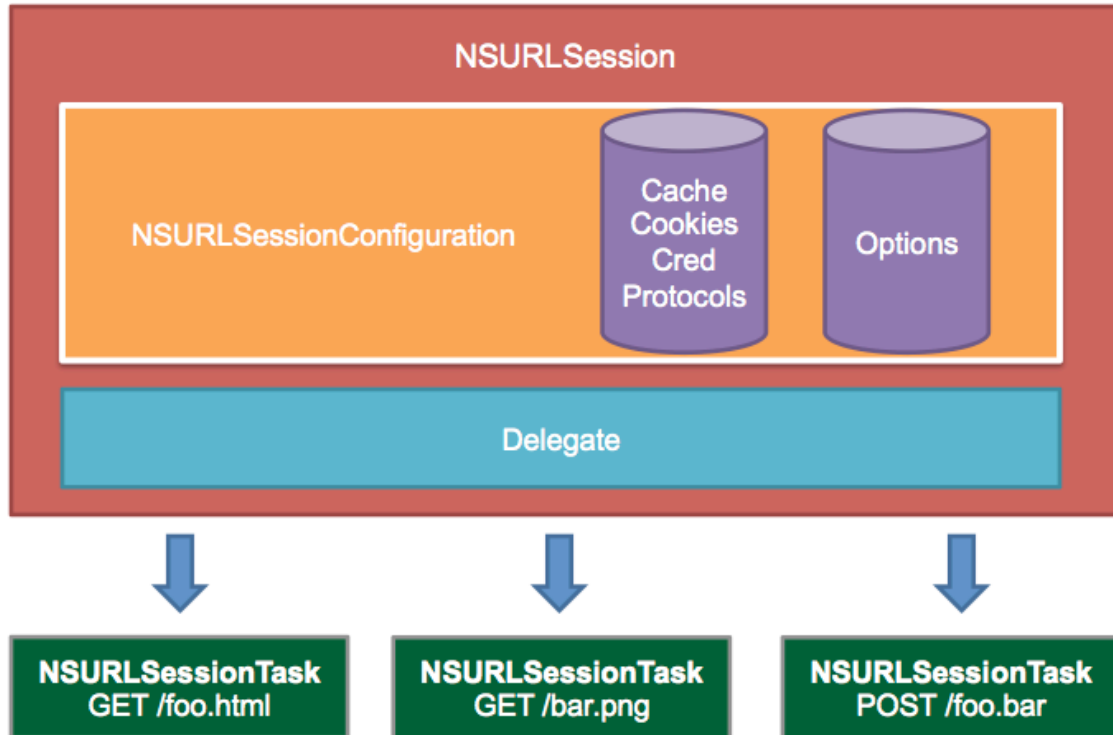 NSURLSession
NSURLSessionConfiguration
Cache
Cookies
Cred
Protocols
Options
Delegate
NSURLSessionTask
GET /foo.html
NSURLSessionTask
GET /bar.png
NSURLSessionTask
POST /foo.bar